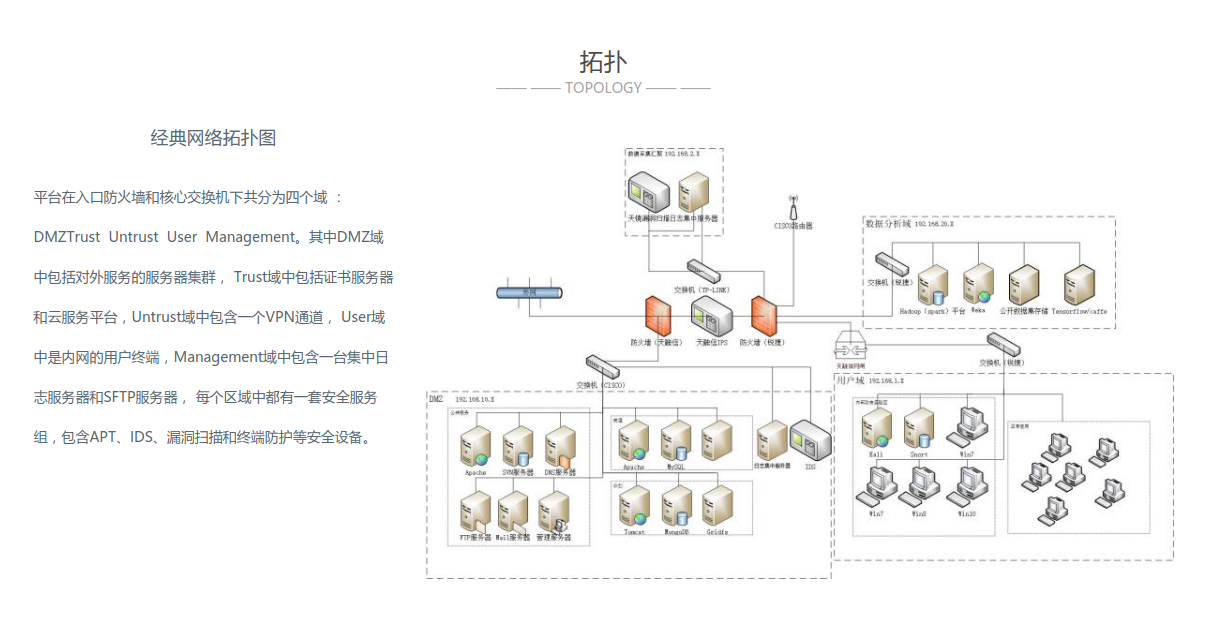 拓扑
—— —— TOPOLOGY —— ——
经典网络拓扑图
平台在入口防火墙和核心交换机下共分为四个域 :
DMZTrust Untrust User Management。其中DMZ域
中包括对外服务的服务器集群 , Trust域中包括证书服务器
和云服务平台 , Untrust域中包含一个VPN通道 , User域
中是内网的用户终端 , Management域中包含一台集中日
志服务器和SFTP服务器 , 每个区域中都有一套安全服务
组 , 包含APT、IDS、漏洞扫描和终端防护等安全设备。
数据采集汇聚 192.168.2.X
天镜漏洞扫描
日志集中服务器
CISCO路由器
交换机 (TP-LINK)
外网
防火墙 (天融信)
天融信IPS
防火墙 (锐捷)
数据分析域 192.168.20.X
交换机 (锐捷)
Hadoop (spark) 平台
Weka
公开数据集存储
Tensorflow/caffe
天融信网闸
交换机 (锐捷)
交换机 (CISCO)
DMZ 192.168.10.X
公共服务
Apache
SVN服务器
DNS服务器
FTP服务器
Mail服务器
管理服务器
Apache
MySQL
Tomcat
MongoDB
Gridfs
日志集中服务器
IDS
用户域 192.168.1.X
Kali
Snort
Win7
Win7
Win8
Win10